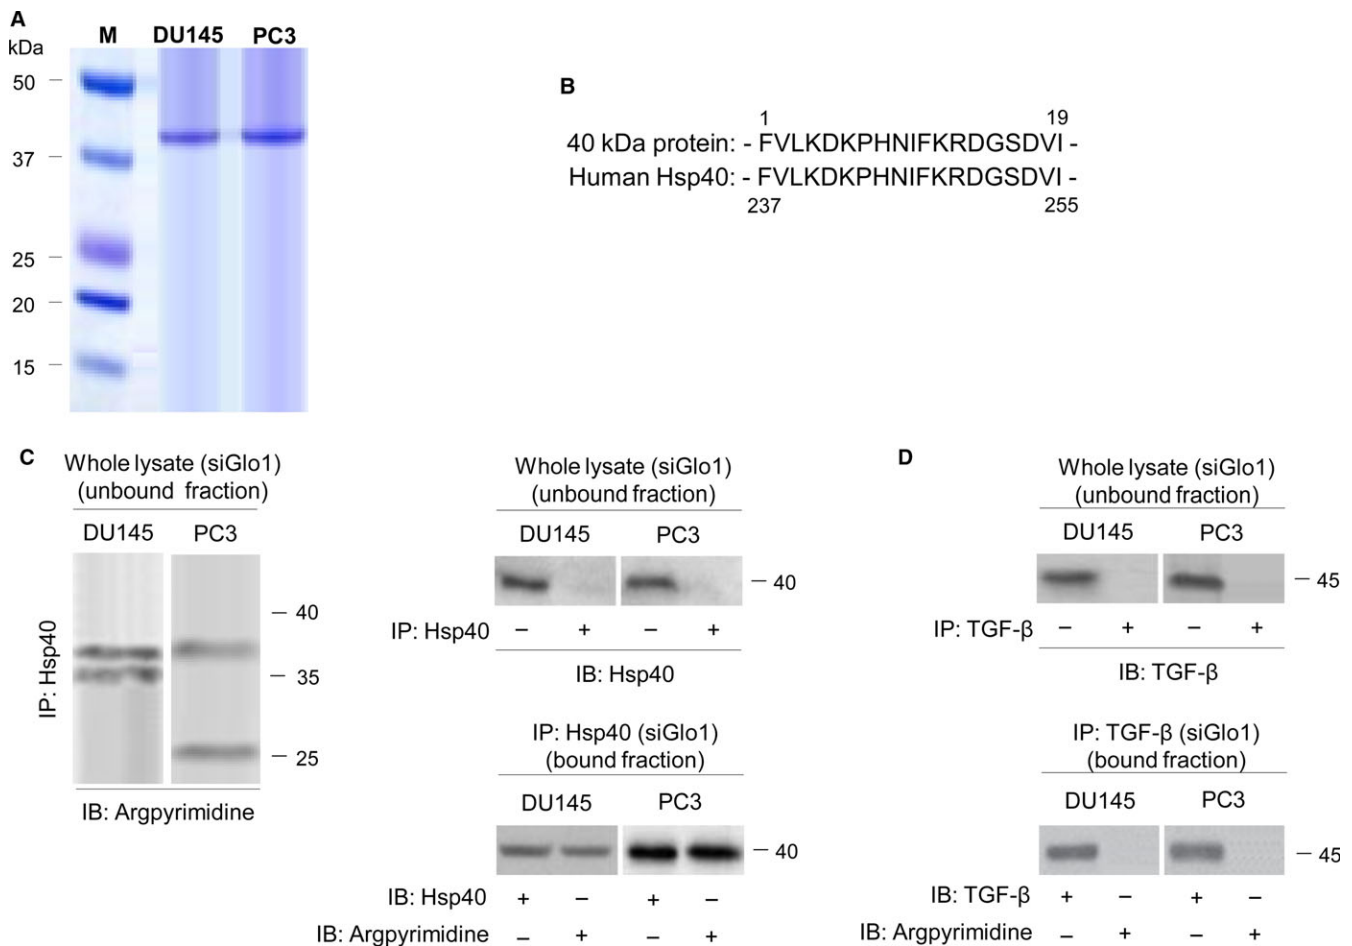 A
kDa
M DU145 PC3
50
37
25
20
15
B
1 19
40 kDa protein: - FVLKDKPHNIFKRDGSDVI -
Human Hsp40: - FVLKDKPHNIFKRDGSDVI -
237 255
C
Whole lysate (siGlo1)
(unbound fraction)
DU145 PC3
IP: Hsp40
40
35
25
IB: Argpyrimidine
Whole lysate (siGlo1)
(unbound fraction)
DU145 PC3
40
IP: Hsp40 – + – +
IB: Hsp40
IP: Hsp40 (siGlo1)
(bound fraction)
DU145 PC3
40
IB: Hsp40 + – + –
IB: Argpyrimidine – + – +
D
Whole lysate (siGlo1)
(unbound fraction)
DU145 PC3
45
IP: TGF-β – + – +
IB: TGF-β
IP: TGF-β (siGlo1)
(bound fraction)
DU145 PC3
45
IB: TGF-β + – + –
IB: Argpyrimidine – + – +